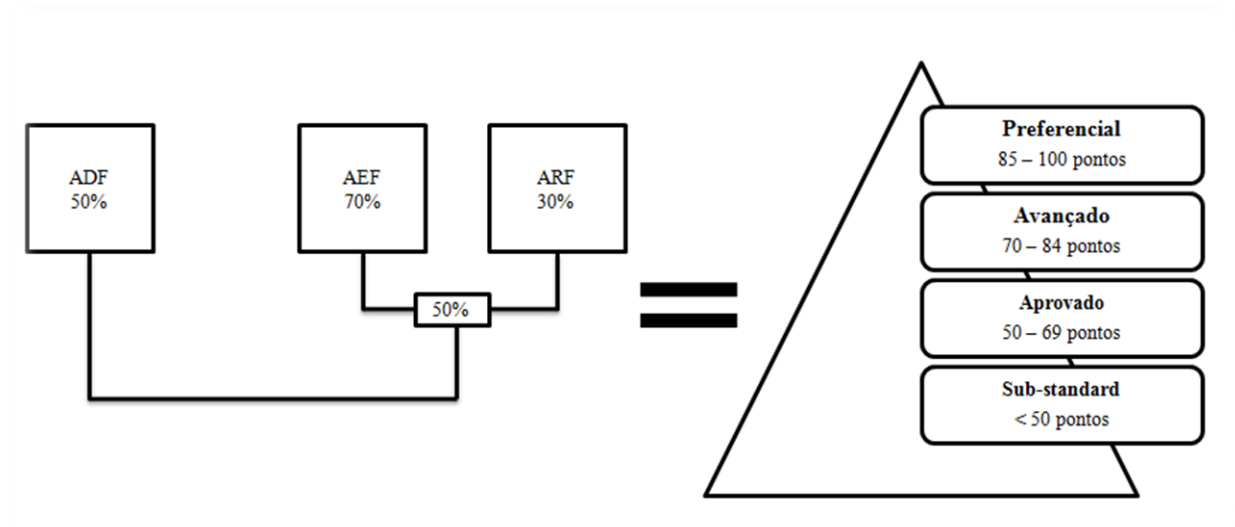 ADF
50%
AEF
70%
ARF
30%
50%
Preferencial
85 – 100 pontos
Avançado
70 – 84 pontos
Aprovado
50 – 69 pontos
Sub-standard
< 50 pontos